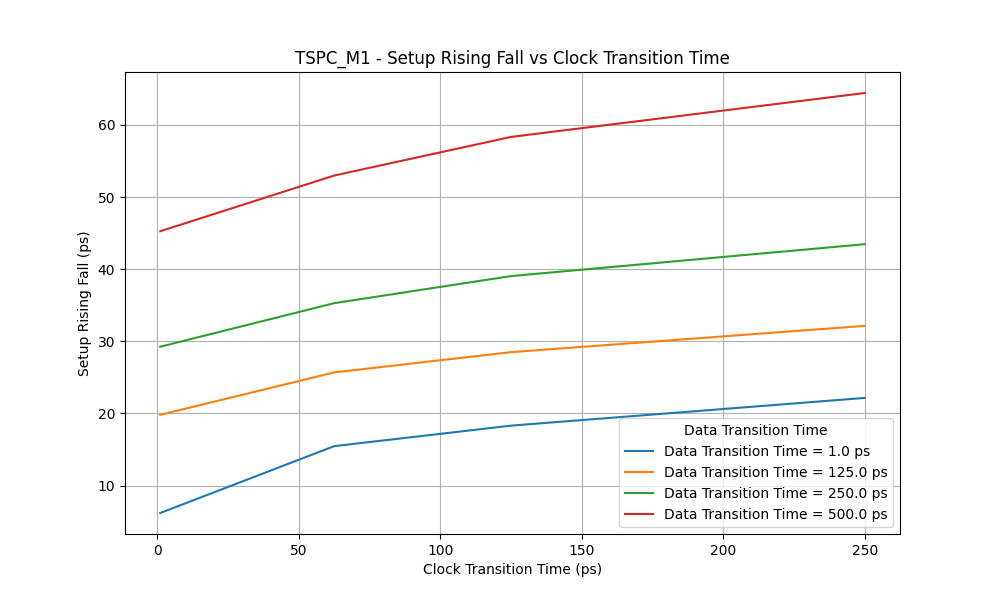 TSPC_M1 - Setup Rising Fall vs Clock Transition Time
Setup Rising Fall (ps)
60
50
40
30
20
10
0
50
100
150
200
250
Clock Transition Time (ps)
Data Transition Time
Data Transition Time = 1.0 ps
Data Transition Time = 125.0 ps
Data Transition Time = 250.0 ps
Data Transition Time = 500.0 ps